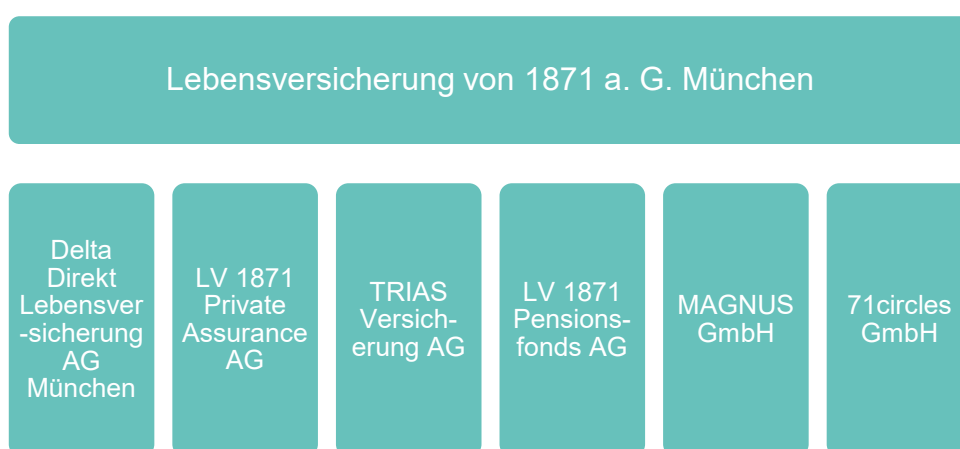 Lebensversicherung von 1871 a. G. München
Delta
Direkt
Lebensver
-sicherung
AG
München
LV 1871
Private
Assurance
AG
TRIAS
Versich-
erung AG
LV 1871
Pensions-
fonds AG
MAGNUS
GmbH
71circles
GmbH